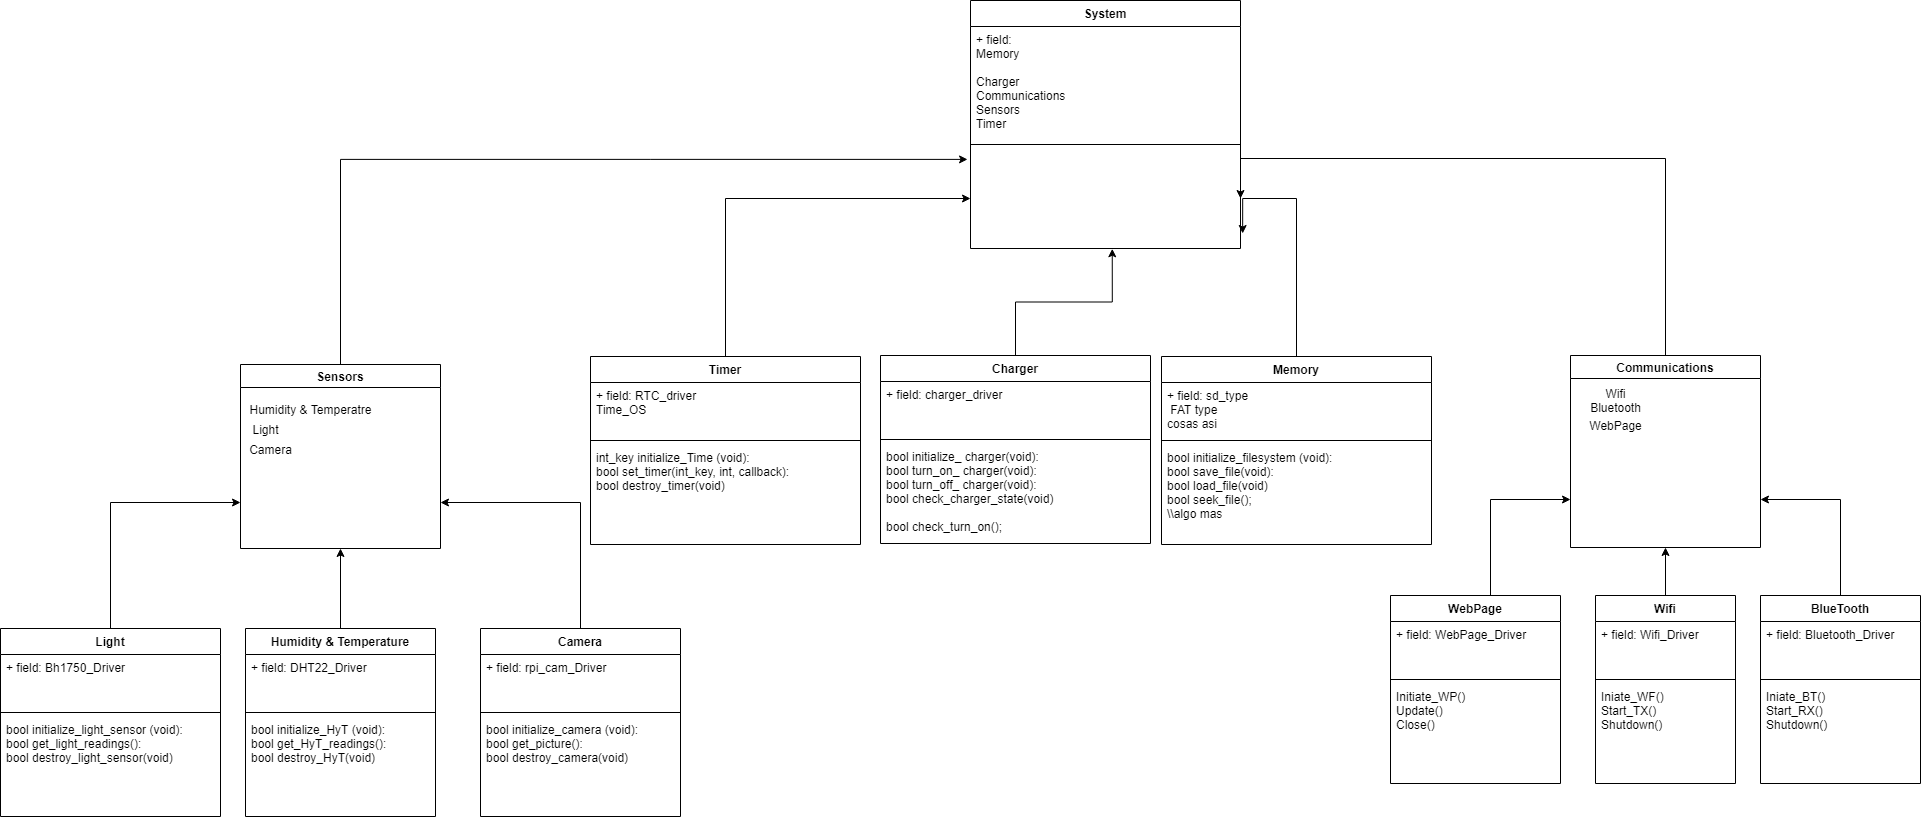 System
+ field:
Memory
Charger
Communications
Sensors
Timer
Sensors
Humidity & Temperatre
Light
Camera
Timer
+ field: RTC_driver
Time_OS
int_key initialize_Time (void):
bool set_timer(int_key, int, callback):
bool destroy_timer(void)
Charger
+ field: charger_driver
bool initialize_ charger(void):
bool turn_on_ charger(void):
bool turn_off_ charger(void):
bool check_charger_state(void)
bool check_turn_on();
Memory
+ field: sd_type
FAT type
cosas asi
bool initialize_filesystem (void):
bool save_file(void):
bool load_file(void)
bool seek_file();
\\algo mas
Communications
Wifi
Bluetooth
WebPage
Light
+ field: Bh1750_Driver
bool initialize_light_sensor (void):
bool get_light_readings():
bool destroy_light_sensor(void)
Humidity & Temperature
+ field: DHT22_Driver
bool initialize_HyT (void):
bool get_HyT_readings():
bool destroy_HyT(void)
Camera
+ field: rpi_cam_Driver
bool initialize_camera (void):
bool get_picture():
bool destroy_camera(void)
WebPage
+ field: WebPage_Driver
Initiate_WP()
Update()
Close()
Wifi
+ field: Wifi_Driver
Iniate_WF()
Start_TX()
Shutdown()
BlueTooth
+ field: Bluetooth_Driver
Iniate_BT()
Start_RX()
Shutdown()